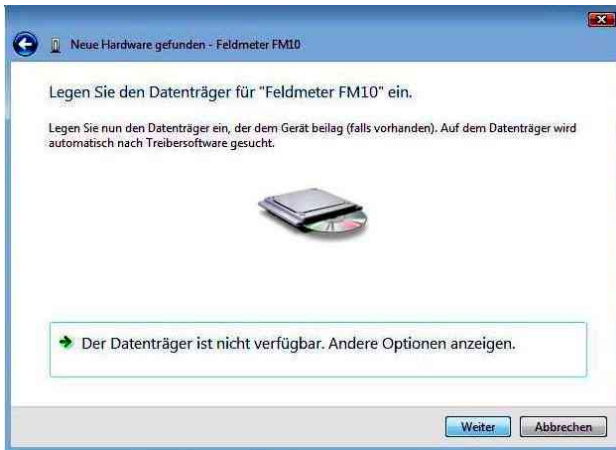 Neue Hardware gefunden - Feldmeter FM10
Legen Sie den Datenträger für "Feldmeter FM10" ein.
Legen Sie nun den Datenträger ein, der dem Gerät beilag (falls vorhanden). Auf dem Datenträger wird
automatisch nach Treibersoftware gesucht.
Der Datenträger ist nicht verfügbar. Andere Optionen anzeigen.
Weiter
Abbrechen